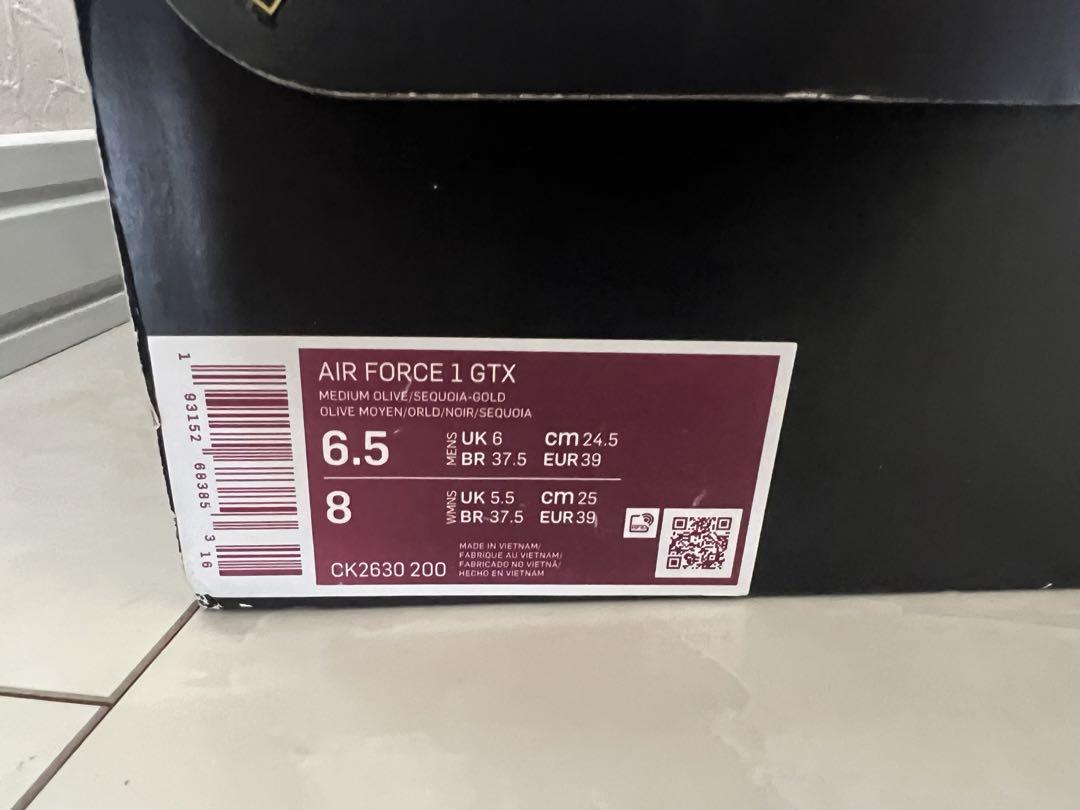 AIR FORCE 1 GTX
MEDIUM OLIVE/SEQUOIA-GOLD
OLIVE MOYEN/ORLD/NOIR/SEQUOIA
6.5 MENS UK 6 cm 24.5
BR 37.5 EUR 39
8 WMNS UK 5.5 cm 25
BR 37.5 EUR 39
RFID
MADE IN VIETNAM/
FABRIQUE AU VIETNAM/
FABRICADO NO VIETNÃ/
HECHO EN VIETNAM
CK2630 200
1 93152 68385 3 16